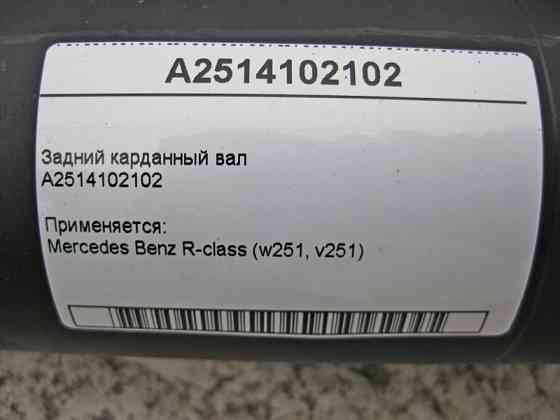 A2514102102
Задний карданный вал
A2514102102
Применяется:
Mercedes Benz R-class (w251, v251)